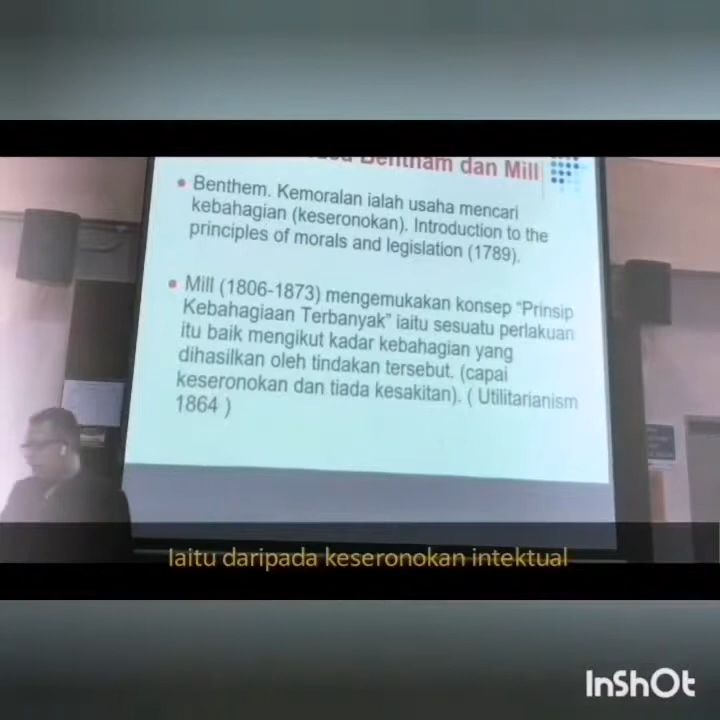 Bentham dan Mill
• Benthem. Kemoralan ialah usaha mencari
kebahagian (keseronokan). Introduction to the
principles of morals and legislation (1789).
• Mill (1806-1873) mengemukakan konsep “Prinsip
Kebahagiaan Terbanyak” iaitu sesuatu perlakuan
itu baik mengikut kadar kebahagian yang
dihasilkan oleh tindakan tersebut. (capai
keseronokan dan tiada kesakitan). ( Utilitarianism
1864 )
Iaitu daripada keseronokan intektual
InShOt